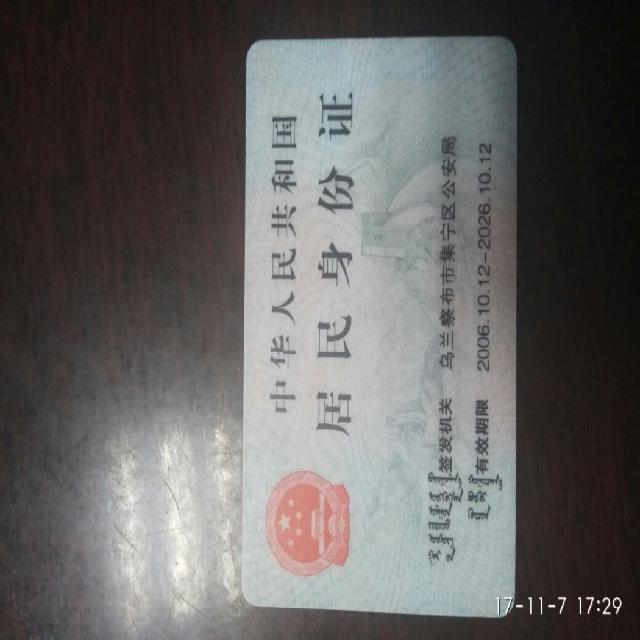 中华人民共和国
居民身份证
签发机关 乌兰察布市集宁区公安局
有效期限 2006.10.12-2026.10.12
17-11-7 17:29